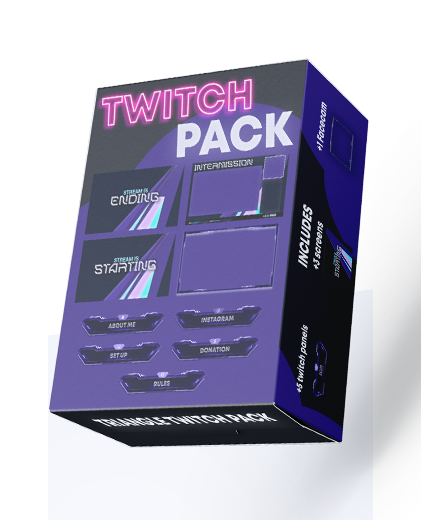 TWITCH
PACK
STREAM IS
ENDING
INTERMISSION
STREAM IS
STARTING
ABOUT ME
INSTAGRAM
SET UP
DONATION
RULES
TRIANGLE TWITCH PACK
+1 Facecam
INCLUDES
+3 screens
STARTING
+5 twitch panels